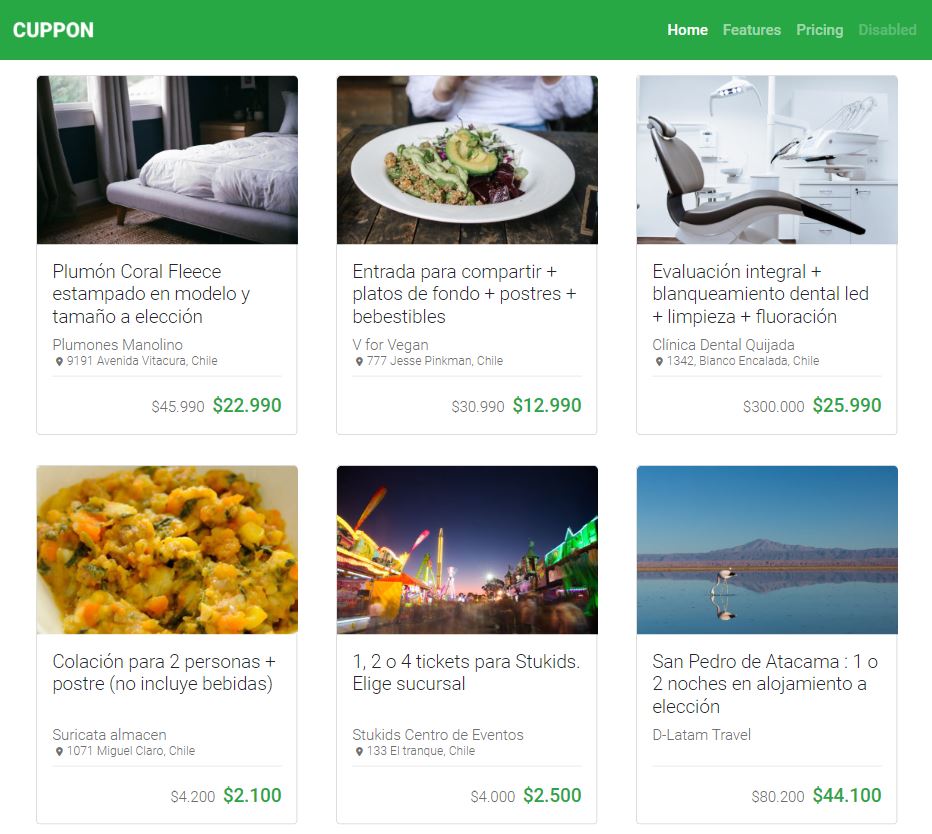 CUPPON
Home Features Pricing Disabled
Plumón Coral Fleece
estampado en modelo y
tamaño a elección
Plumones Manolino
9191 Avenida Vitacura, Chile
$45.990 $22.990
Entrada para compartir +
platos de fondo + postres +
bebestibles
V for Vegan
777 Jesse Pinkman, Chile
$30.990 $12.990
Evaluación integral +
blanqueamiento dental led
+ limpieza + fluoración
Clínica Dental Quijada
1342, Blanco Encalada, Chile
$300.000 $25.990
Colación para 2 personas +
postre (no incluye bebidas)
Suricata almacen
1071 Miguel Claro, Chile
$4.200 $2.100
1, 2 o 4 tickets para Stukids.
Elige sucursal
Stukids Centro de Eventos
133 El tranque, Chile
$4.000 $2.500
San Pedro de Atacama : 1 o
2 noches en alojamiento a
elección
D-Latam Travel
$80.200 $44.100